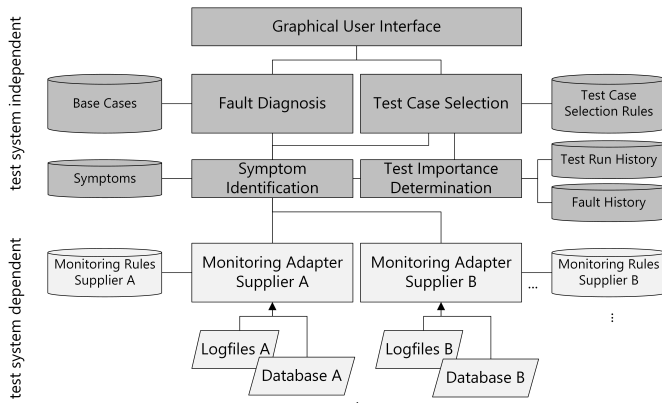 test system independent
Graphical User Interface
Base Cases
Fault Diagnosis
Test Case Selection
Test Case
Selection Rules
Symptoms
Symptom
Identification
Test Importance
Determination
Test Run History
Fault History
test system dependent
Monitoring Rules
Supplier A
Monitoring Adapter
Supplier A
Monitoring Adapter
Supplier B
...
Monitoring Rules
Supplier B
...
Logfiles A
Database A
Logfiles B
Database B